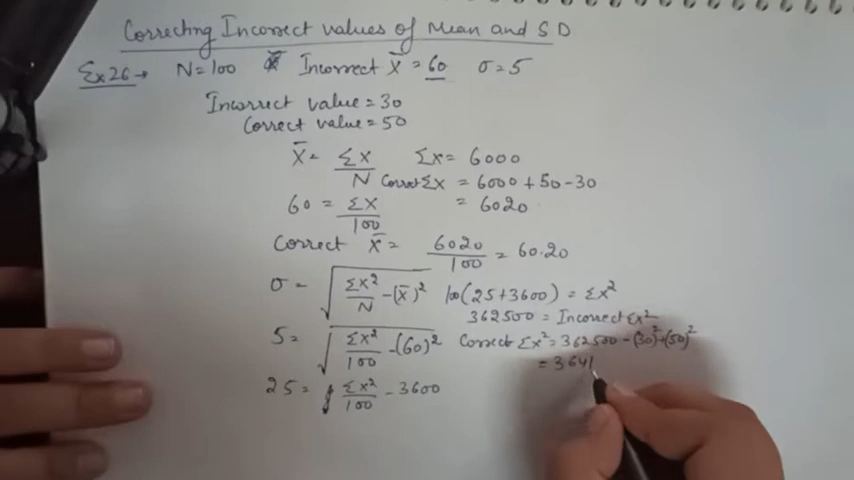 Correcting Incorrect values of Mean and S D
Ex26→ N=100 Incorrect X̄ = 60 σ=5
Incorrect value = 30
Correct value = 50
X̄ = ΣX/N ΣX = 6000
Correct ΣX = 6000 + 50 - 30
60 = ΣX/100 = 6020
Correct X̄ = 6020/100 = 60.20
σ = √(ΣX²/N - (X̄)²) 100(25+3600) = ΣX²
362500 = Incorrect ΣX²
5 = √(ΣX²/100 - (60)²) Correct ΣX² = 362500 - (30)² + (50)²
= 3641
25 = ΣX²/100 - 3600